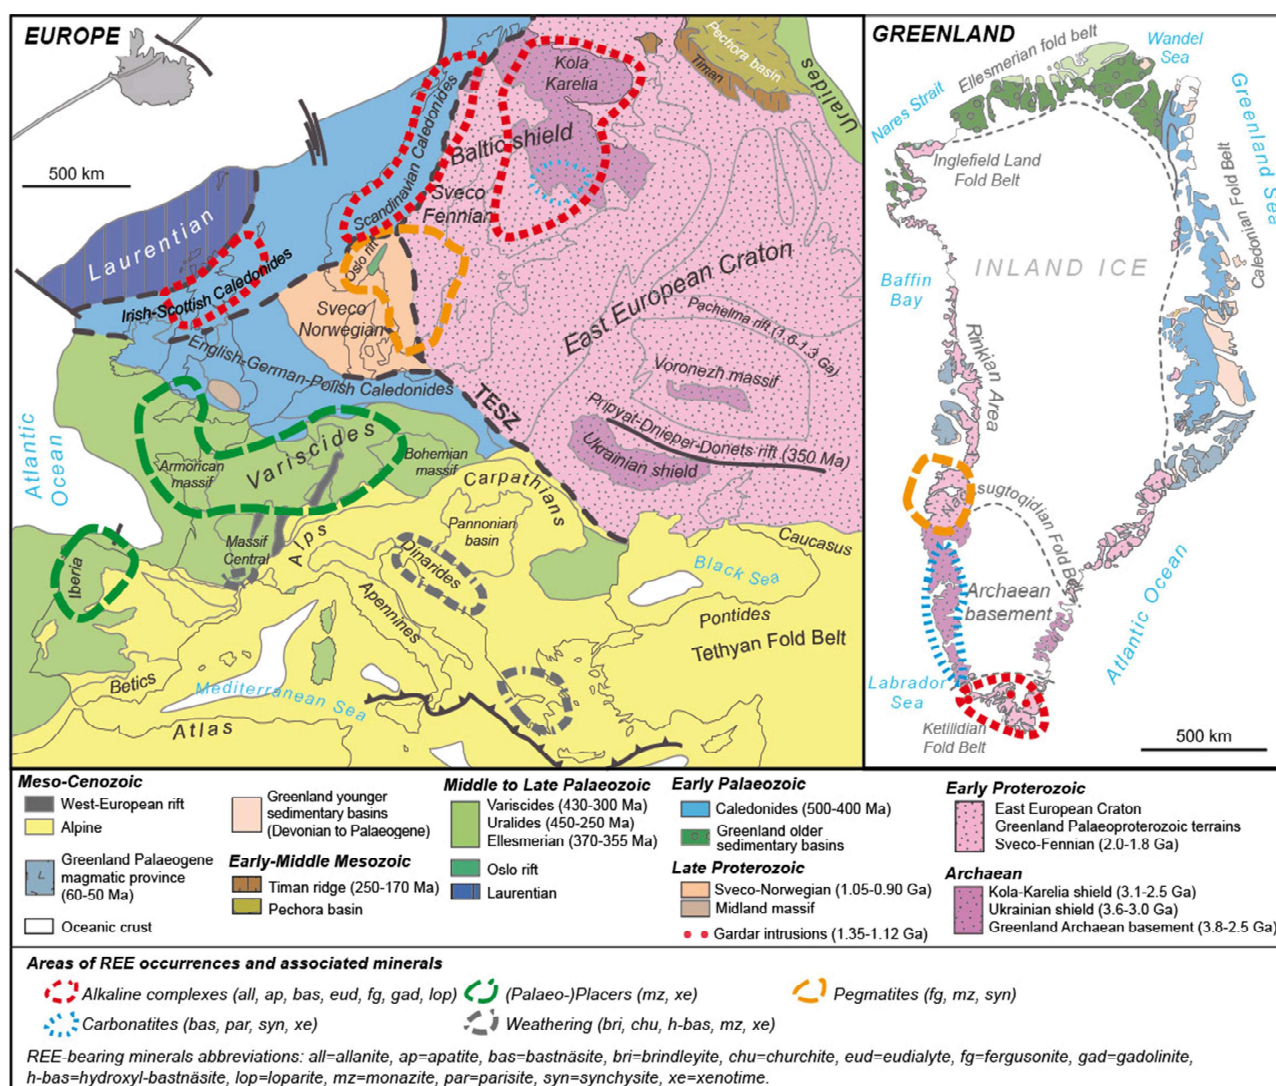 EUROPE
500 km
Kola
Karelia
Pechora basin
Timan
Uralides
Baltic shield
Scandinavian Caledonides
Sveco
Fennian
Laurentian
Irish-Scottish Caledonides
Oslo rift
Sveco
Norwegian
East European Craton
Pachelma rift (1.6-1.3 Ga)
English-German-Polish Caledonides
Voronezh massif
TESZ
Pripyat-Dnieper-Donets rift (350 Ma)
Ukrainian shield
Atlantic
Ocean
Variscides
Armorican
massif
Bohemian
massif
Carpathians
Massif
Central
Alps
Pannonian
basin
Caucasus
Iberia
Dinarides
Black Sea
Apennines
Pontides
Tethyan Fold Belt
Betics
Mediterranean Sea
Atlas
GREENLAND
Ellesmerian fold belt
Wandel
Sea
Nares Strait
Greenland Sea
Inglefield Land
Fold Belt
Caledonian Fold Belt
INLAND ICE
Baffin
Bay
Rinkian Area
Nagssugtoqidian Fold Belt
Archaean
basement
Atlantic Ocean
Labrador
Sea
Ketilidian
Fold Belt
500 km
Meso-Cenozoic
West-European rift
Alpine
Greenland Palaeogene
magmatic province
(60-50 Ma)
Oceanic crust
Greenland younger
sedimentary basins
(Devonian to Palaeogene)
Early-Middle Mesozoic
Timan ridge (250-170 Ma)
Pechora basin
Middle to Late Palaeozoic
Variscides (430-300 Ma)
Uralides (450-250 Ma)
Ellesmerian (370-355 Ma)
Oslo rift
Laurentian
Early Palaeozoic
Caledonides (500-400 Ma)
Greenland older
sedimentary basins
Late Proterozoic
Sveco-Norwegian (1.05-0.90 Ga)
Midland massif
Gardar intrusions (1.35-1.12 Ga)
Early Proterozoic
East European Craton
Greenland Palaeoproterozoic terrains
Sveco-Fennian (2.0-1.8 Ga)
Archaean
Kola-Karelia shield (3.1-2.5 Ga)
Ukrainian shield (3.6-3.0 Ga)
Greenland Archaean basement (3.8-2.5 Ga)
Areas of REE occurrences and associated minerals
Alkaline complexes (all, ap, bas, eud, fg, gad, lop)
(Palaeo-)Placers (mz, xe)
Pegmatites (fg, mz, syn)
Carbonatites (bas, par, syn, xe)
Weathering (bri, chu, h-bas, mz, xe)
REE-bearing minerals abbreviations: all=allanite, ap=apatite, bas=bastnäsite, bri=brindleyite, chu=churchite, eud=eudialyte, fg=fergusonite, gad=gadolinite,
h-bas=hydroxyl-bastnäsite, lop=loparite, mz=monazite, par=parisite, syn=synchysite, xe=xenotime.